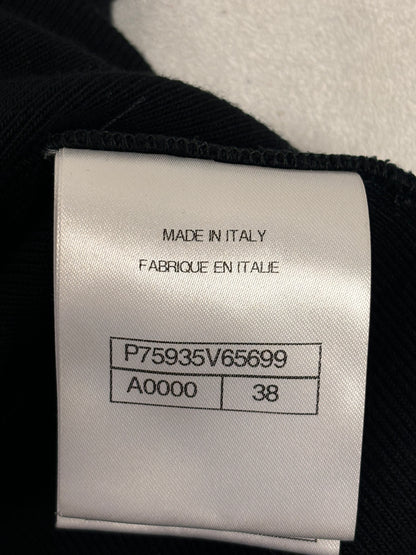 MADE IN ITALY
FABRIQUE EN ITALIE
P75935V65699
A0000 38